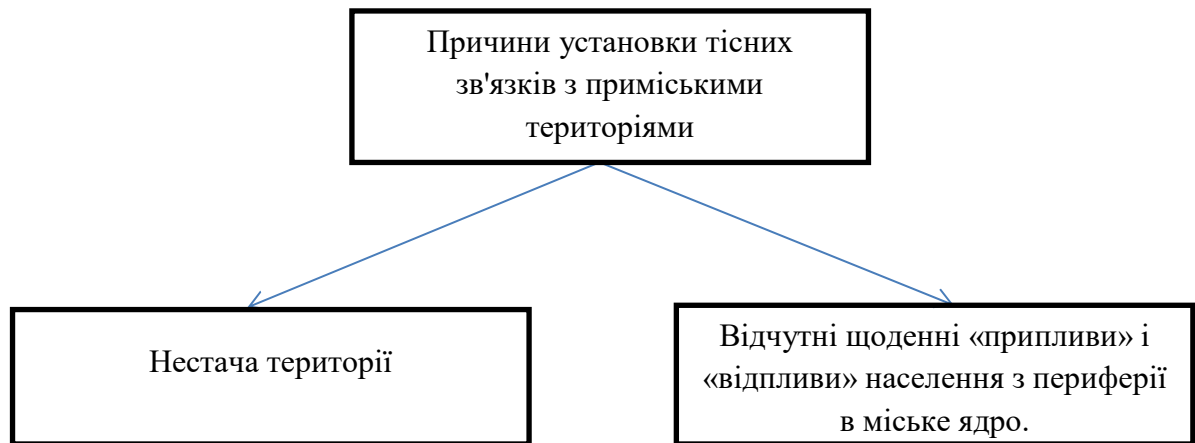 Причини установки тісних
зв'язків з приміськими
територіями
Нестача території
Відчутні щоденні «припливи» і
«відпливи» населення з периферії
в міське ядро.